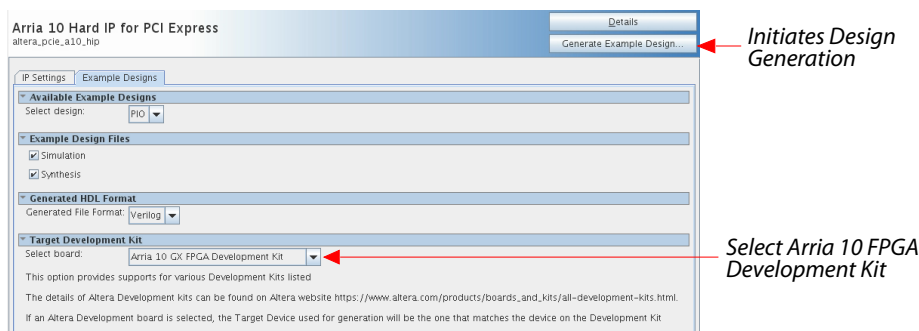 Arria 10 Hard IP for PCI Express
altera_pcie_a10_hip
Details
Generate Example Design...
Initiates Design
Generation
IP Settings
Example Designs
Available Example Designs
Select design: PIO
Example Design Files
Simulation
Synthesis
Generated HDL Format
Generated File Format: Verilog
Target Development Kit
Select board: Arria 10 GX FPGA Development Kit
Select Arria 10 FPGA
Development Kit
This option provides supports for various Development Kits listed
The details of Altera Development kits can be found on Altera website https://www.altera.com/products/boards_and_kits/all-development-kits.html.
If an Altera Development board is selected, the Target Device used for generation will be the one that matches the device on the Development Kit